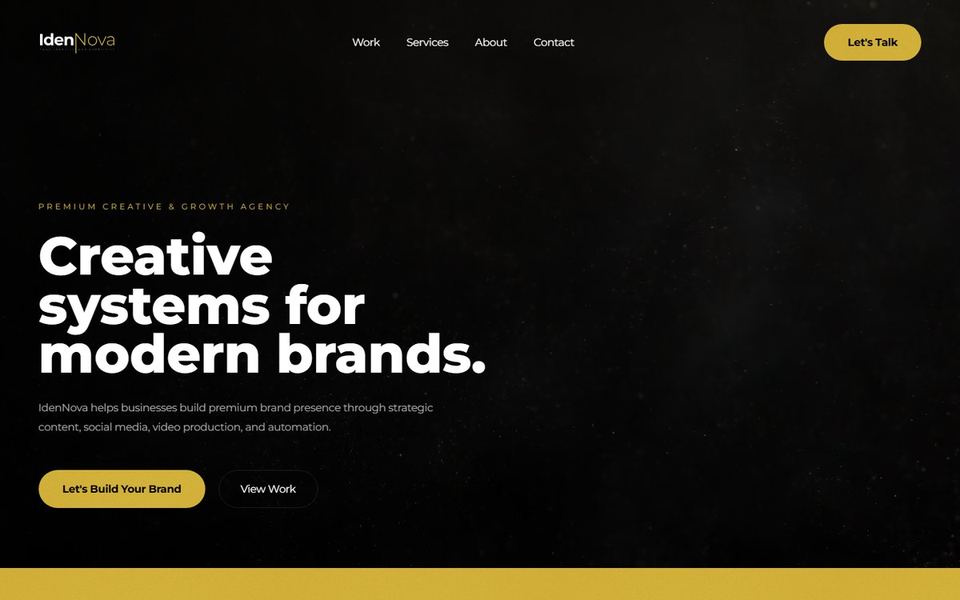 IdenNova
Work
Services
About
Contact
Let's Talk
PREMIUM CREATIVE & GROWTH AGENCY
Creative
systems for
modern brands.
IdenNova helps businesses build premium brand presence through strategic
content, social media, video production, and automation.
Let's Build Your Brand
View Work